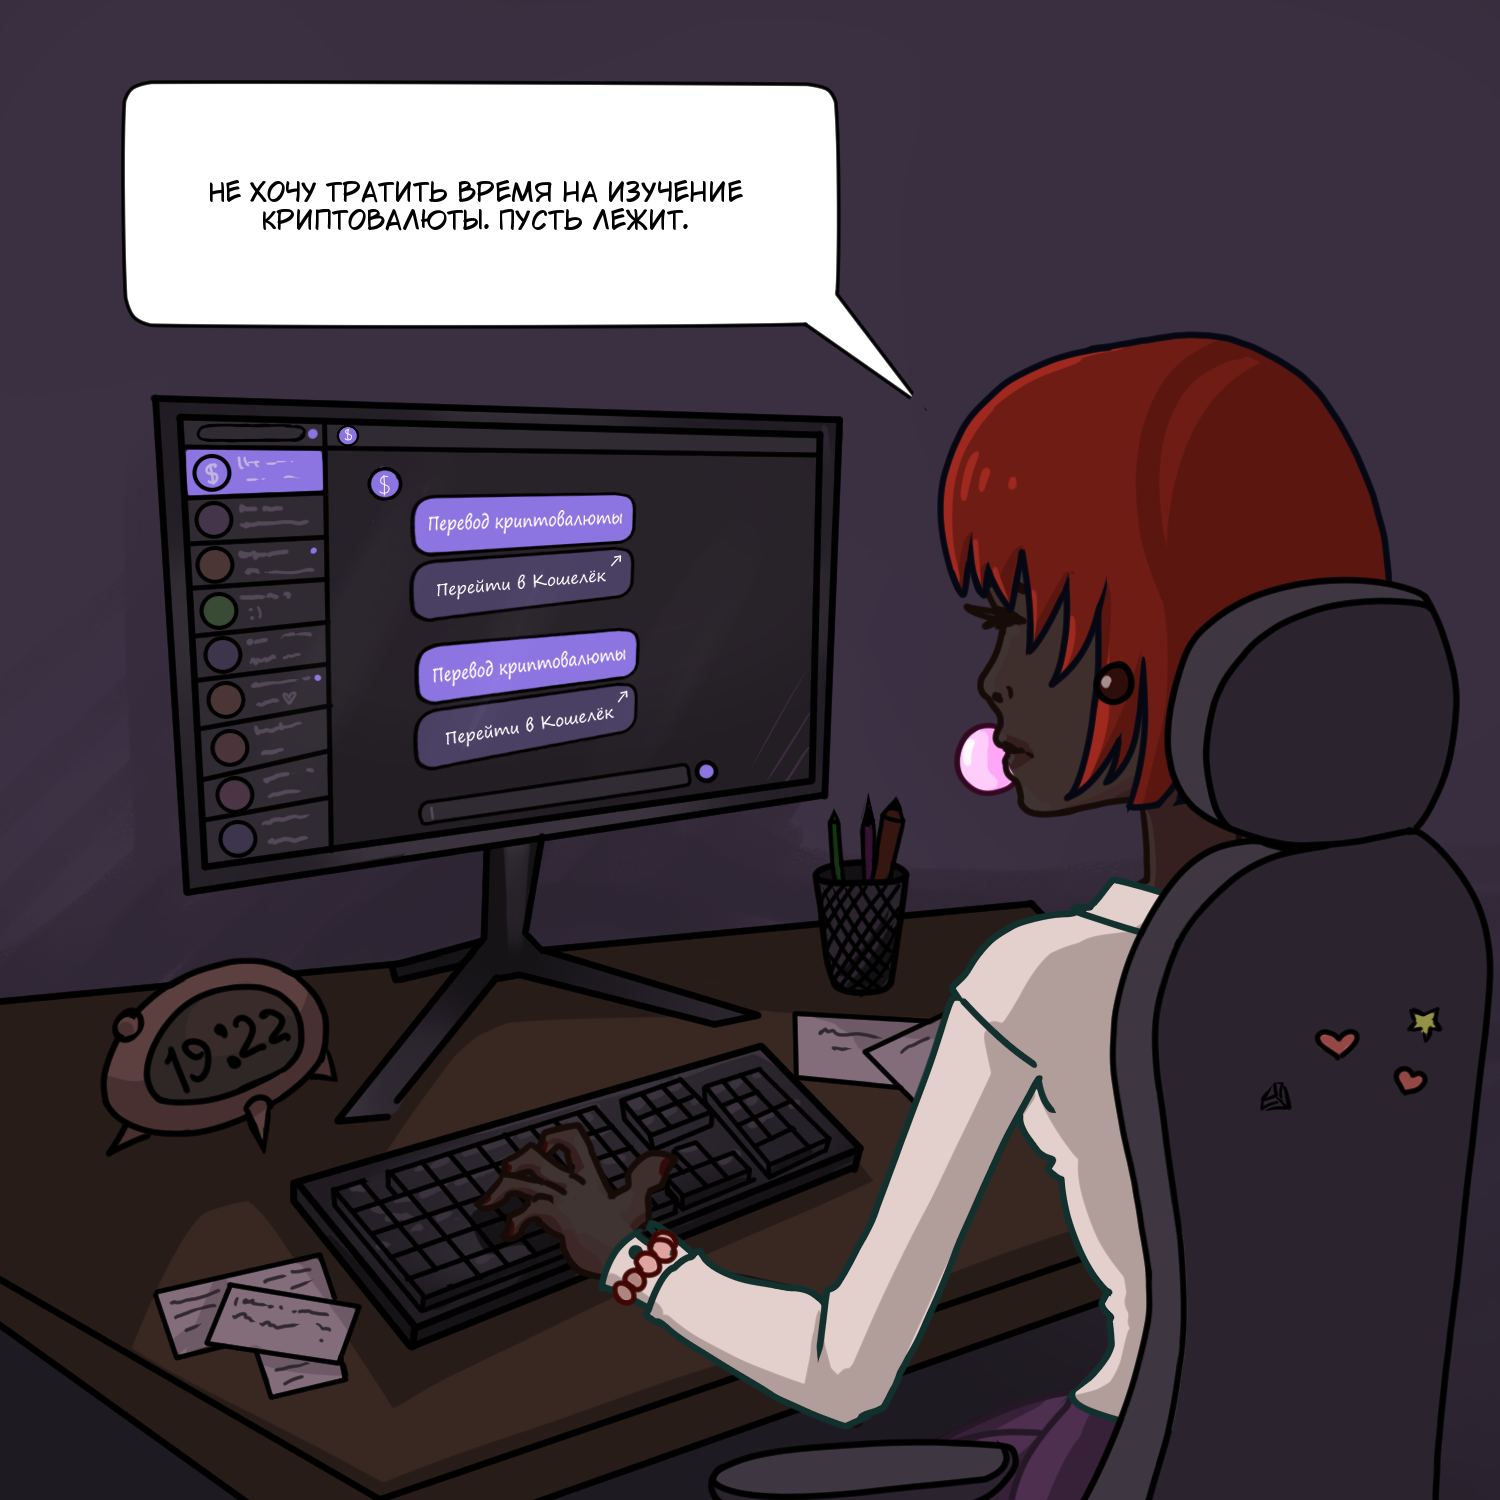 НЕ ХОЧУ ТРАТИТЬ ВРЕМЯ НА ИЗУЧЕНИЕ
КРИПТОВАЛЮТЫ. ПУСТЬ ЛЕЖИТ.
$
$
$
:)
Перевод криптовалюты
Перейти в Кошелёк
Перевод криптовалюты
Перейти в Кошелёк
19:22